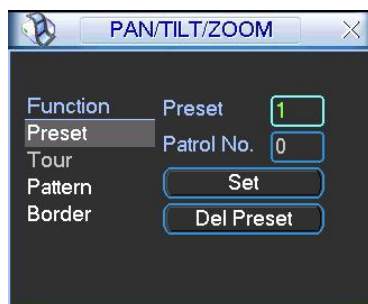 PAN/TILT/ZOOM
Function
Preset
Tour
Pattern
Border
Preset 1
Patrol No. 0
Set
Del Preset